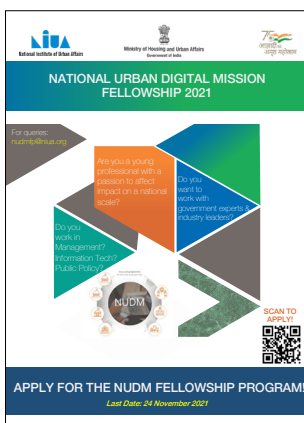 NIUA
National Institute of Urban Affairs
Ministry of Housing and Urban Affairs
Government of India
NATIONAL URBAN DIGITAL MISSION
FELLOWSHIP 2021
For queries:
nudmfp@niua.org
Are you a young
professional with a
passion to affect
impact on a national
scale?
Do you
want to
work with
government experts &
industry leaders?
Do you
work in
Management?
Information Tech?
Public Policy?
NUDM
SCAN TO
APPLY!
APPLY FOR THE NUDM FELLOWSHIP PROGRAM!
Last Date: 24 November 2021